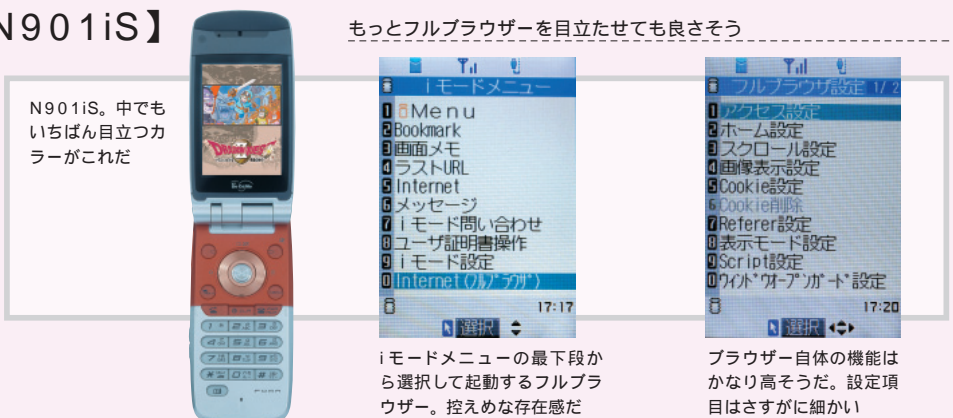 N901iS】
もっとフルブラウザーを目立たせても良さそう
N901iS。中でも
いちばん目立つカ
ラーがこれだ
iモードメニュー
1 iMenu
2 Bookmark
3 画面メモ
4 ラストURL
5 Internet
6 メッセージ
7 iモード問い合わせ
8 ユーザ証明書操作
9 iモード設定
0 Internet(フルブラウザ)
17:17
選択
iモードメニューの最下段か
ら選択して起動するフルブラ
ウザー。控えめな存在感だ
フルブラウザ設定 1/2
1 アクセス設定
2 ホーム設定
3 スクロール設定
4 画像表示設定
5 Cookie設定
6 Cookie削除
7 Referer設定
8 表示モード設定
9 Script設定
0 ウィンドウオープンガード設定
17:20
選択
ブラウザー自体の機能は
かなり高そうだ。設定項
目はさすがに細かい